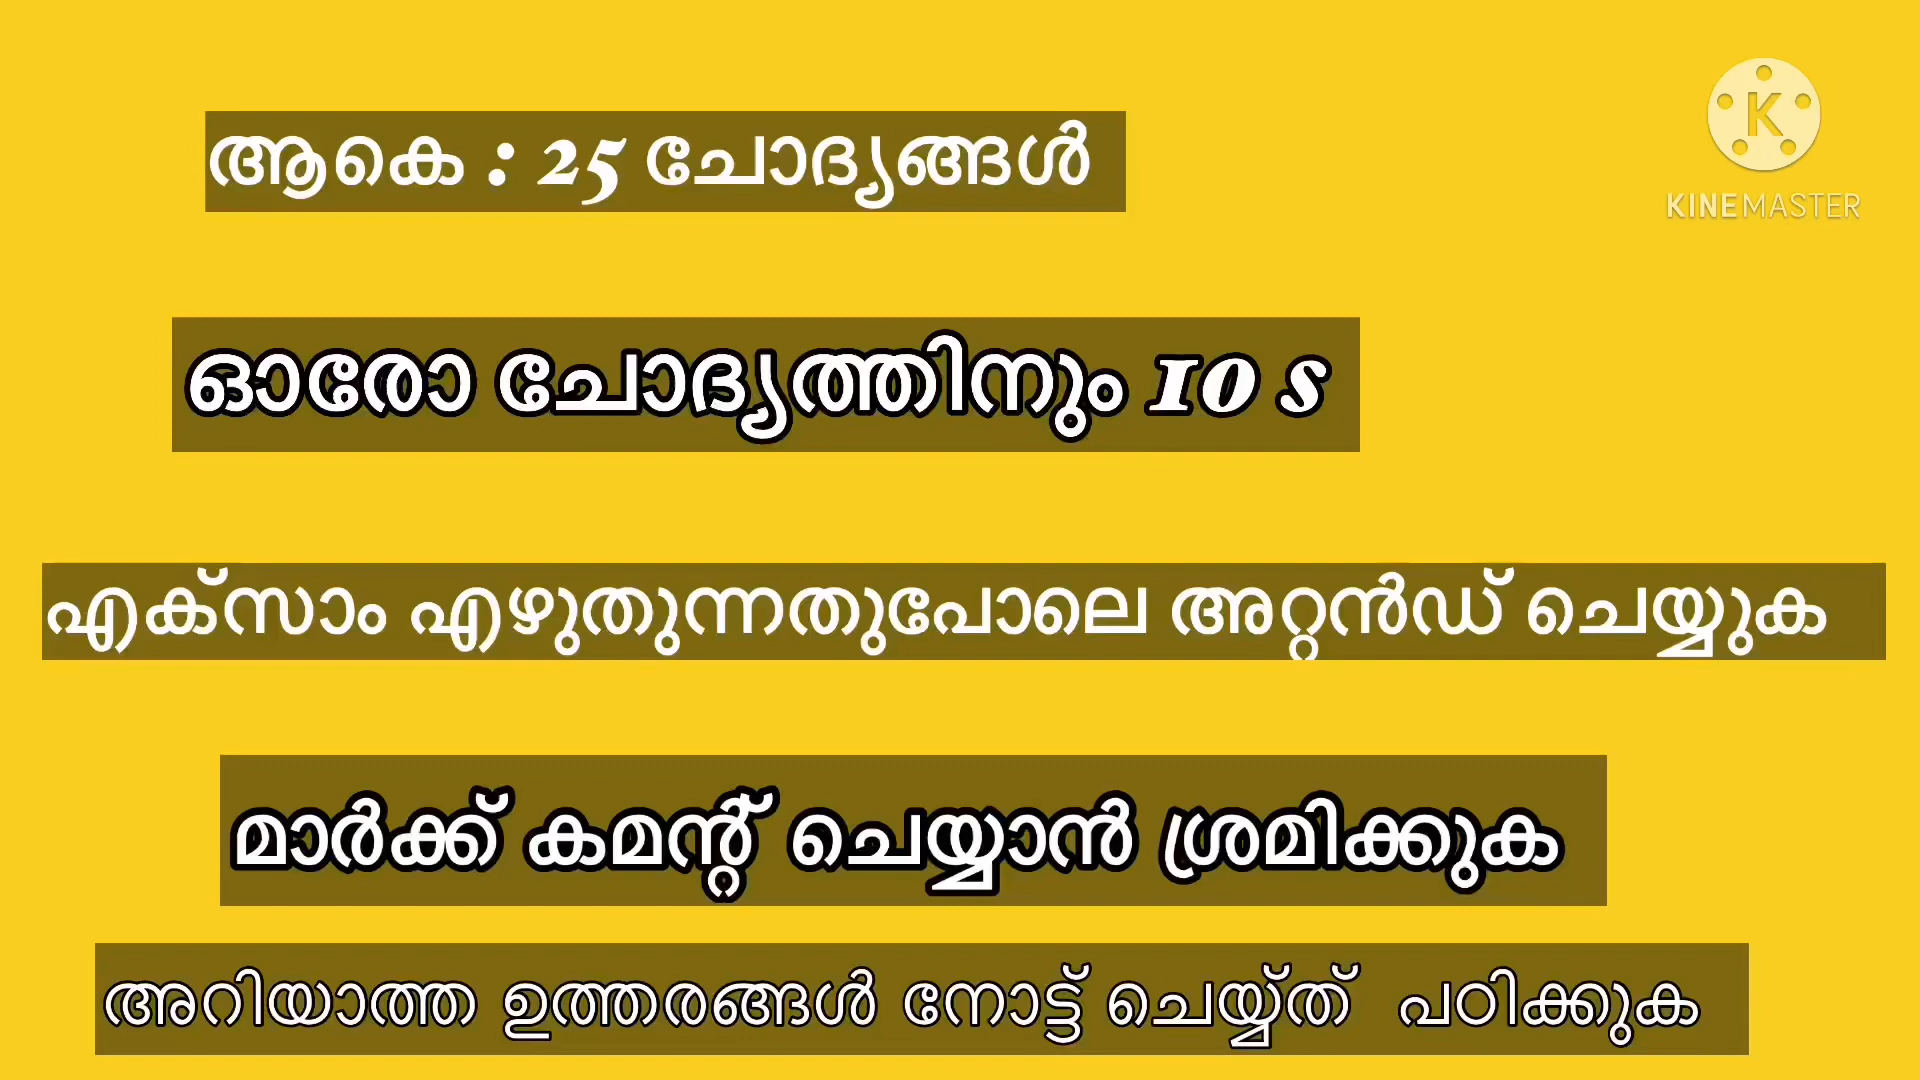 ആകെ : 25 ചോദ്യങ്ങൾ
K
KINEMASTER
ഓരോ ചോദ്യത്തിനും 10 s
എക്സാം എഴുതുന്നതുപോലെ അറ്റൻഡ് ചെയ്യുക
മാർക്ക് കമന്റ് ചെയ്യാൻ ശ്രമിക്കുക
അറിയാത്ത ഉത്തരങ്ങൾ നോട്ട് ചെയ്യ്ത് പഠിക്കുക